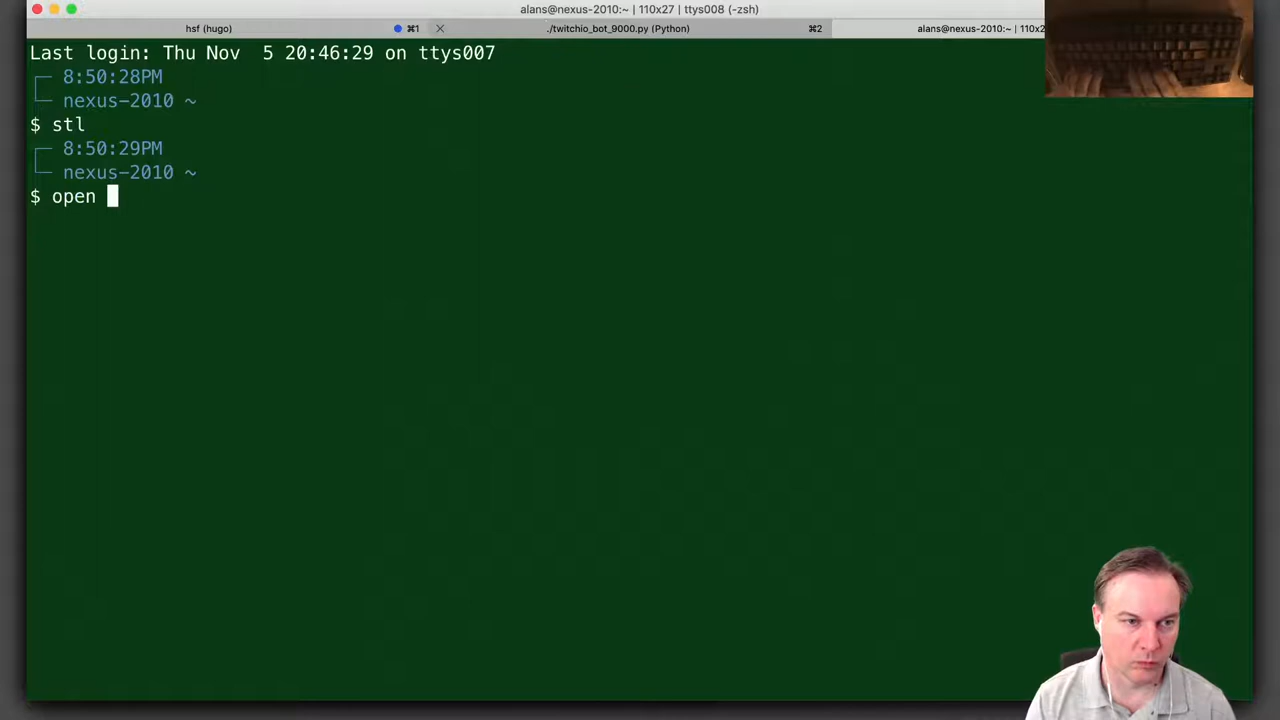 alans@nexus-2010:~ | 110x27 | ttys008 (-zsh)
hsf (hugo) ⌘1 ./twitchio_bot_9000.py (Python) ⌘2 alans@nexus-2010:~ | 110x2
Last login: Thu Nov  5 20:46:29 on ttys007
8:50:28PM
nexus-2010 ~
$ stl
8:50:29PM
nexus-2010 ~
$ open